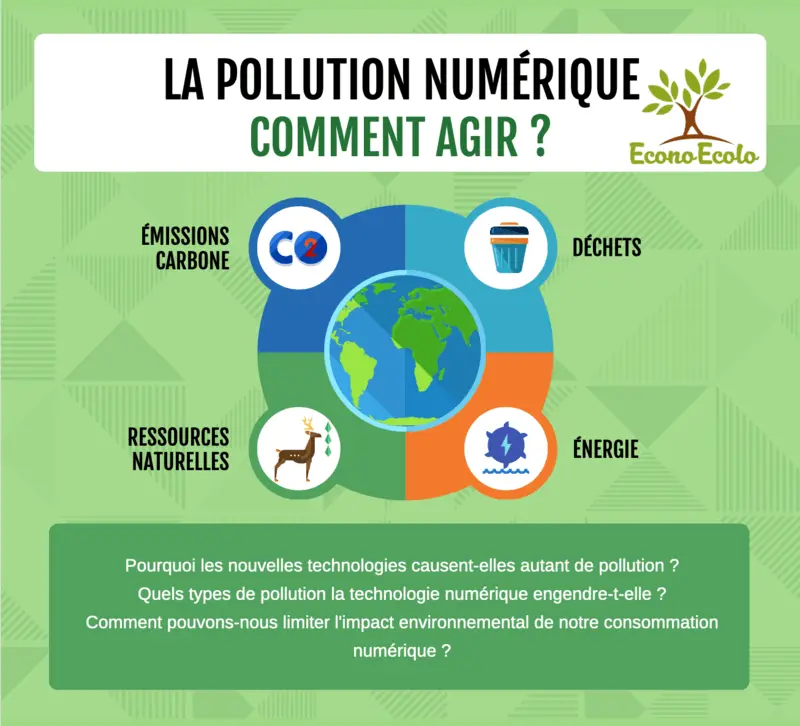 LA POLLUTION NUMÉRIQUE
COMMENT AGIR ?
EconoEcolo
ÉMISSIONS
CARBONE
CO2
DÉCHETS
RESSOURCES
NATURELLES
ÉNERGIE
Pourquoi les nouvelles technologies causent-elles autant de pollution ?
Quels types de pollution la technologie numérique engendre-t-elle ?
Comment pouvons-nous limiter l'impact environnemental de notre consommation
numérique ?